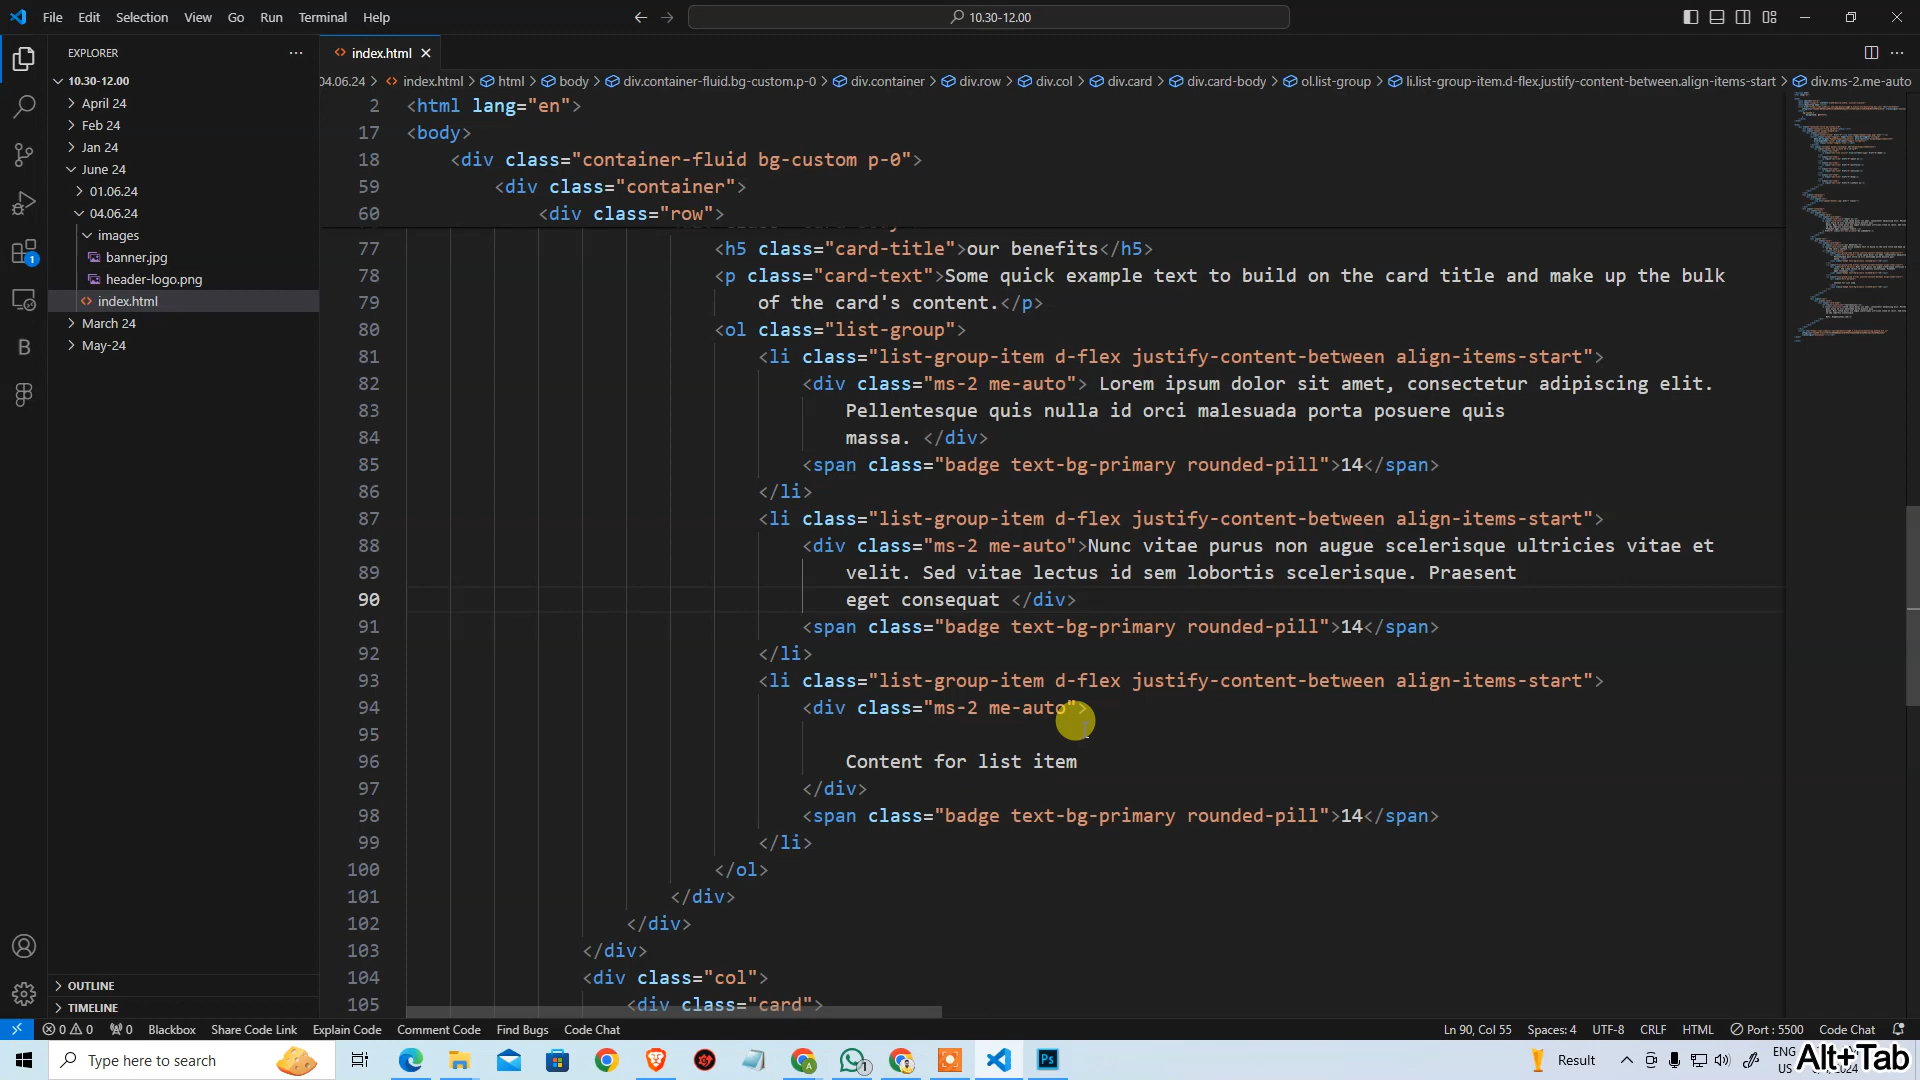 File Edit Selection View Go Run Terminal Help
10.30-12.00
EXPLORER
index.html
10.30-12.00
April 24
Feb 24
Jan 24
June 24
01.06.24
04.06.24
images
banner.jpg
header-logo.png
index.html
March 24
May-24
OUTLINE
TIMELINE
04.06.24 > index.html > html > body > div.container-fluid.bg-custom.p-0 > div.container > div.row > div.col > div.card > div.card-body > ol.list-group > li.list-group-item.d-flex.justify-content-between.align-items-start > div.ms-2.me-auto
2 <html lang="en">
17 <body>
18 <div class="container-fluid bg-custom p-0">
59 <div class="container">
60 <div class="row">
77 <h5 class="card-title">our benefits</h5>
78 <p class="card-text">Some quick example text to build on the card title and make up the bulk
79 of the card's content.</p>
80 <ol class="list-group">
81 <li class="list-group-item d-flex justify-content-between align-items-start">
82 <div class="ms-2 me-auto"> Lorem ipsum dolor sit amet, consectetur adipiscing elit.
83 Pellentesque quis nulla id orci malesuada porta posuere quis
84 massa. </div>
85 <span class="badge text-bg-primary rounded-pill">14</span>
86 </li>
87 <li class="list-group-item d-flex justify-content-between align-items-start">
88 <div class="ms-2 me-auto">Nunc vitae purus non augue scelerisque ultricies vitae et
89 velit. Sed vitae lectus id sem lobortis scelerisque. Praesent
90 eget consequat </div>
91 <span class="badge text-bg-primary rounded-pill">14</span>
92 </li>
93 <li class="list-group-item d-flex justify-content-between align-items-start">
94 <div class="ms-2 me-auto">
95
96 Content for list item
97 </div>
98 <span class="badge text-bg-primary rounded-pill">14</span>
99 </li>
100 </ol>
101 </div>
102 </div>
103 </div>
104 <div class="col">
105 <div class="card">
0 0 0 Blackbox Share Code Link Explain Code Comment Code Find Bugs Code Chat Ln 90, Col 55 Spaces: 4 UTF-8 CRLF HTML Port : 5500 Code Chat
Type here to search
Result
ENG
US
Alt+Tab